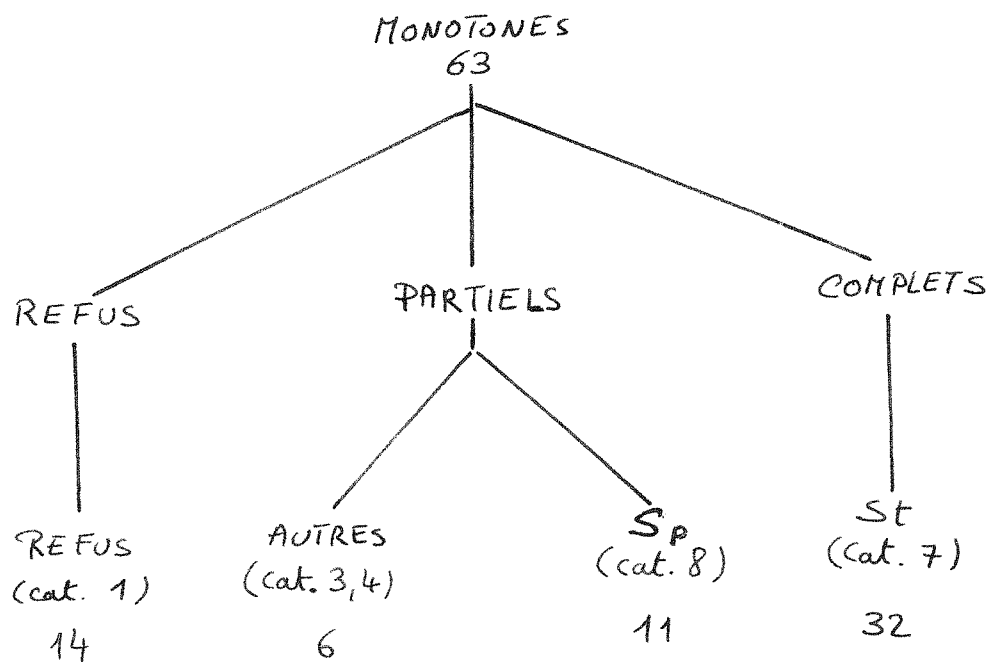 MONOTONES
63
REFUS
PARTIELS
COMPLETS
REFUS
(cat. 1)
14
AUTRES
(cat. 3,4)
6
Sp
(cat. 8)
11
St
(cat. 7)
32